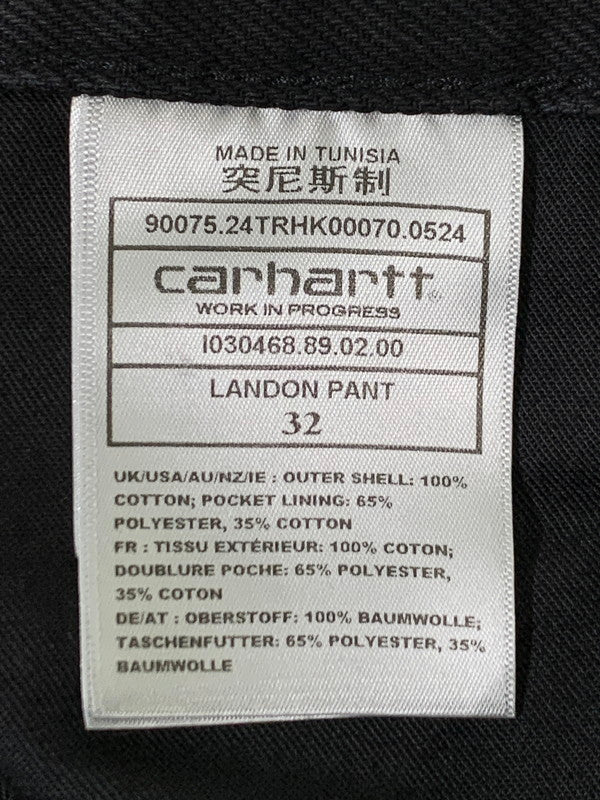 MADE IN TUNISIA
突尼斯制
90075.24TRHK00070.0524
carhartt®
WORK IN PROGRESS
I030468.89.02.00
LANDON PANT
32
UK/USA/AU/NZ/IE : OUTER SHELL: 100%
COTTON; POCKET LINING: 65%
POLYESTER, 35% COTTON
FR : TISSU EXTÉRIEUR: 100% COTON;
DOUBLURE POCHE: 65% POLYESTER,
35% COTON
DE/AT : OBERSTOFF: 100% BAUMWOLLE;
TASCHENFUTTER: 65% POLYESTER, 35%
BAUMWOLLE